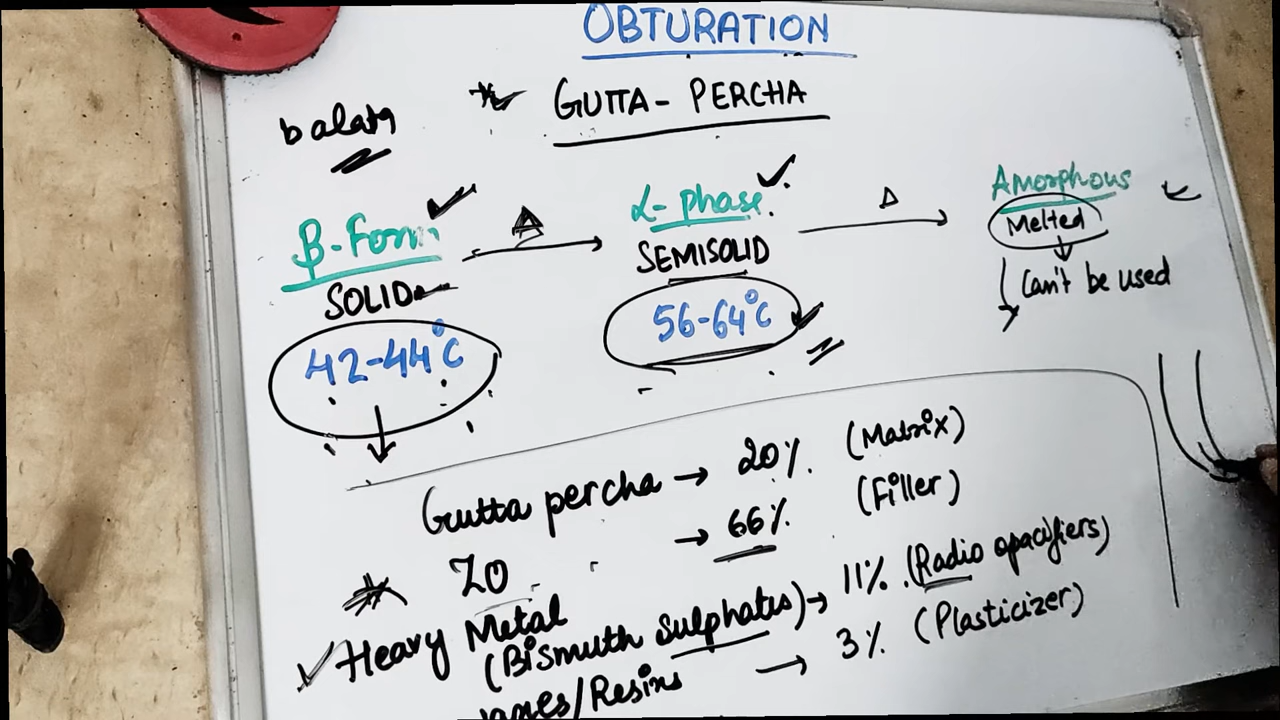 OBTURATION
GUTTA-PERCHA
balata
β-Form
SOLID
42-44°C
Δ
α-phase
SEMISOLID
56-64°C
Δ
Amorphous
Melted
Can't be used
Gutta percha → 20% (Matrix)
ZO → 66% (Filler)
Heavy Metal
(Bismuth Sulphates) → 11% (Radio opacifiers)
/Resins → 3% (Plasticizer)